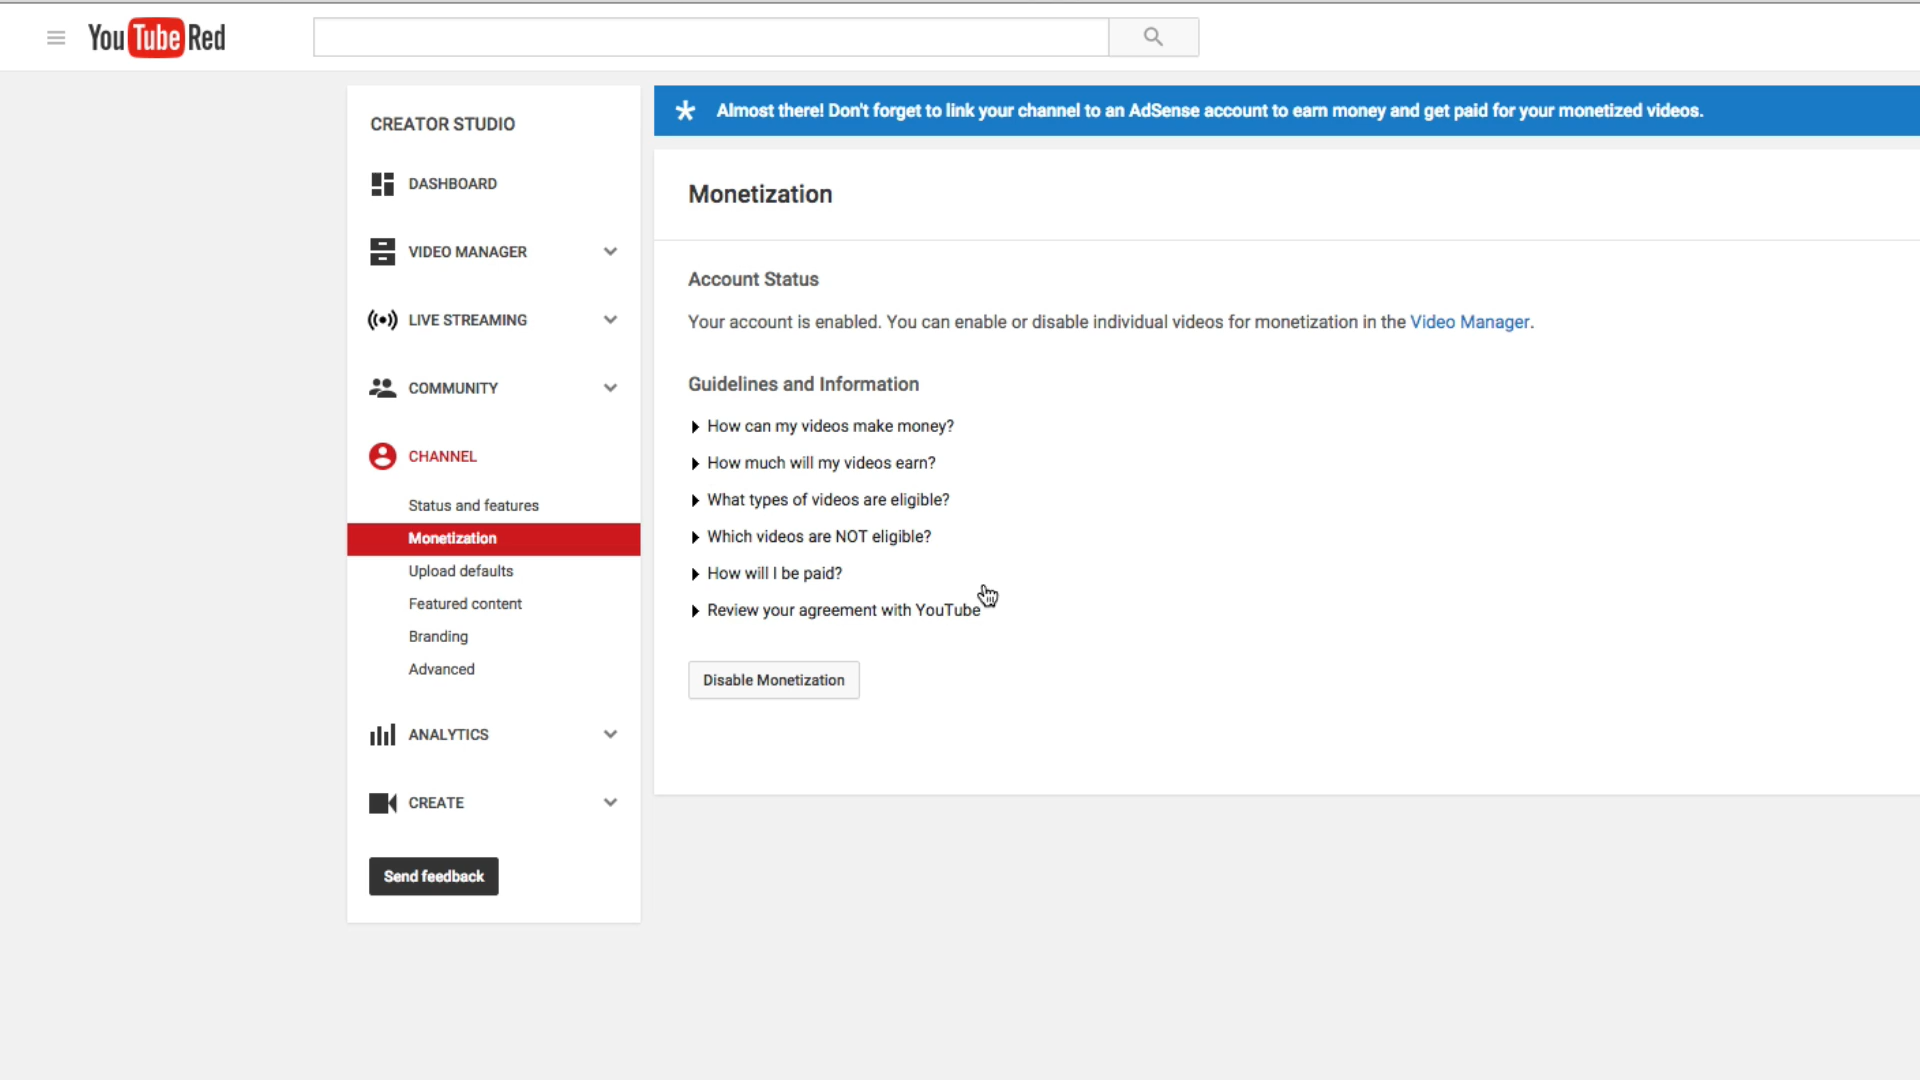 YouTube Red
CREATOR STUDIO
DASHBOARD
VIDEO MANAGER
LIVE STREAMING
COMMUNITY
CHANNEL
Status and features
Monetization
Upload defaults
Featured content
Branding
Advanced
ANALYTICS
CREATE
Send feedback
Almost there! Don't forget to link your channel to an AdSense account to earn money and get paid for your monetized videos.
Monetization
Account Status
Your account is enabled. You can enable or disable individual videos for monetization in the Video Manager.
Guidelines and Information
How can my videos make money?
How much will my videos earn?
What types of videos are eligible?
Which videos are NOT eligible?
How will I be paid?
Review your agreement with YouTube
Disable Monetization